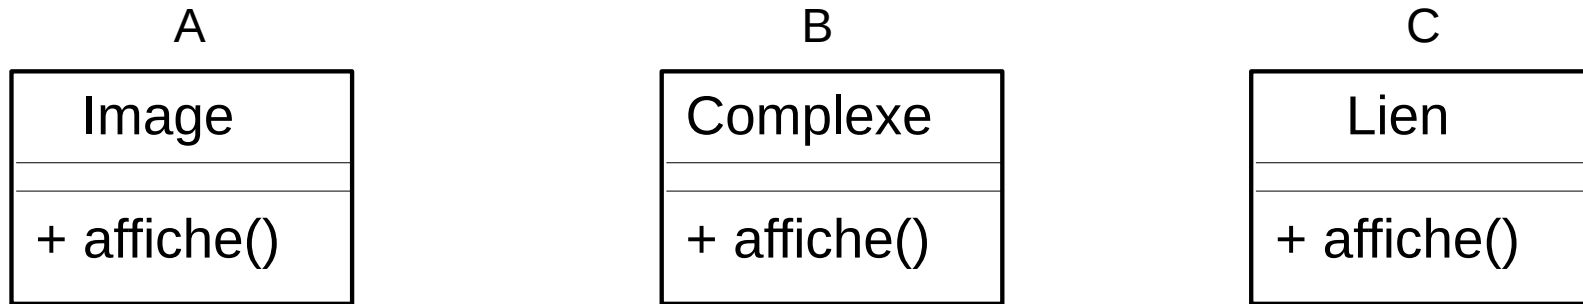 A
B
C
Image
Complexe
Lien
+ affiche()
+ affiche()
+ affiche()